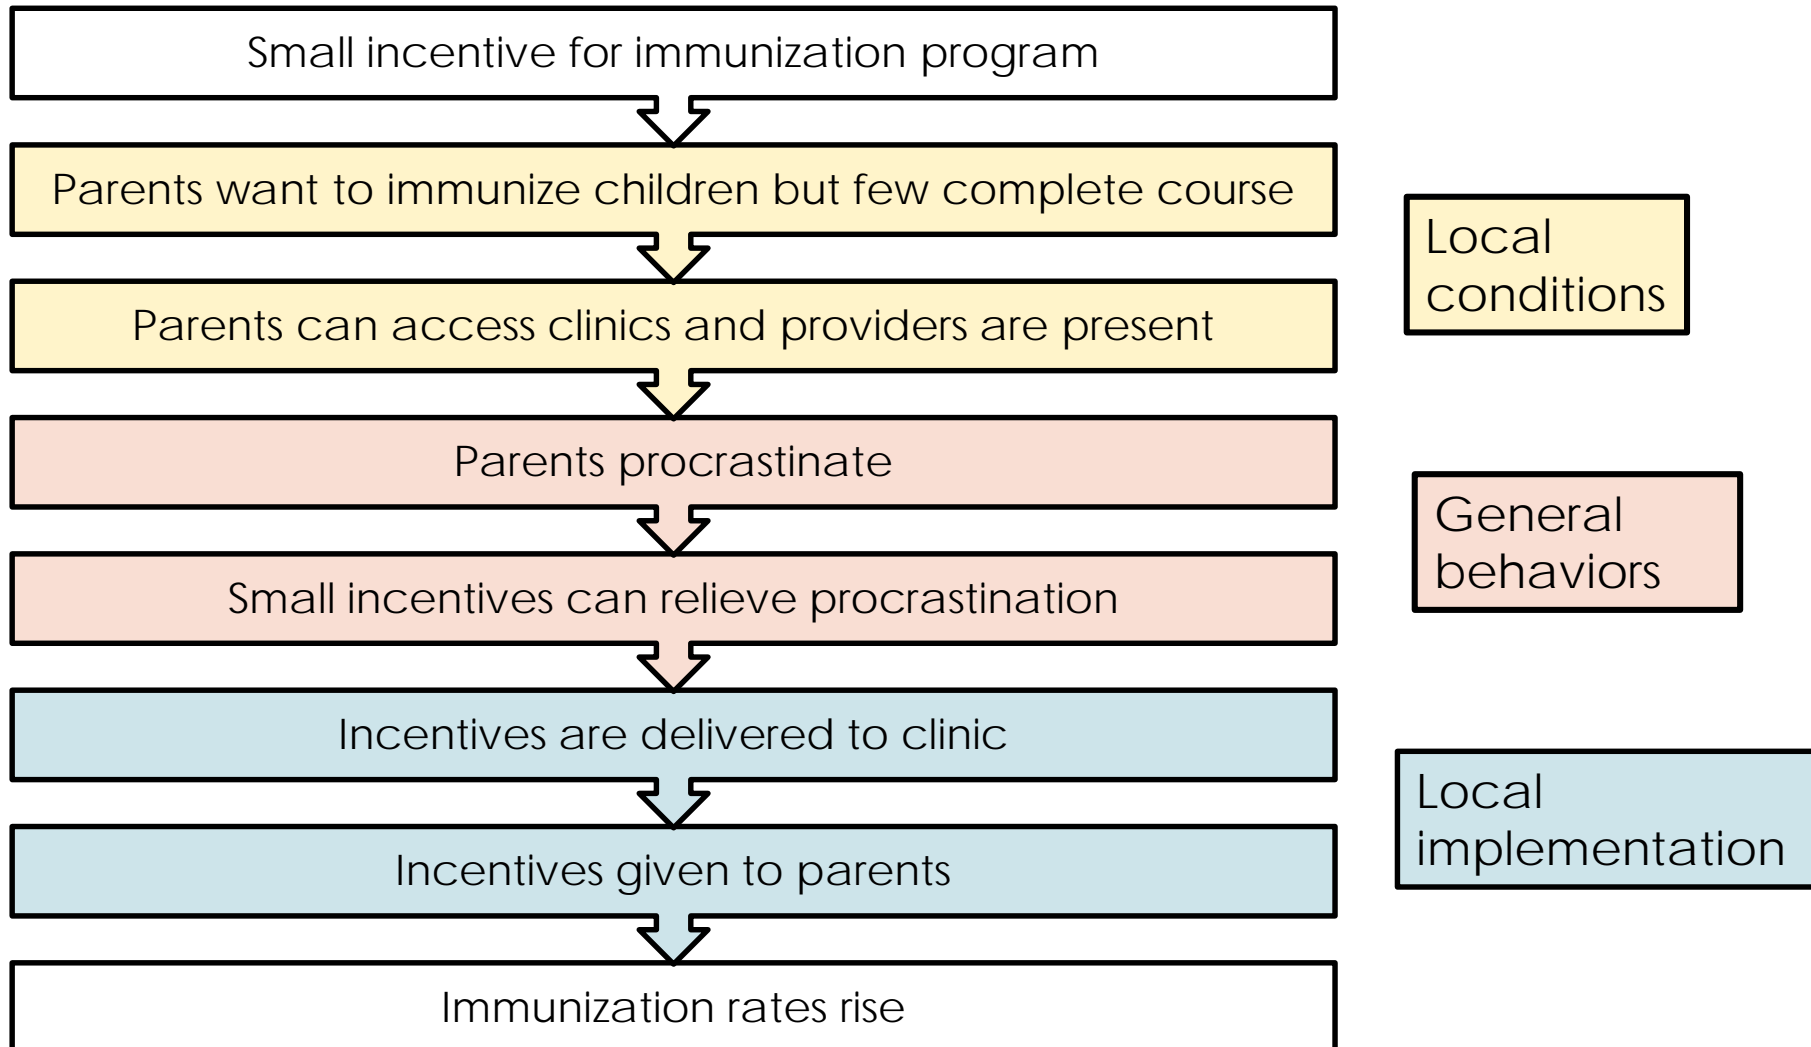 Small incentive for immunization program
Parents want to immunize children but few complete course
Parents can access clinics and providers are present
Local
conditions
Parents procrastinate
Small incentives can relieve procrastination
General
behaviors
Incentives are delivered to clinic
Incentives given to parents
Local
implementation
Immunization rates rise